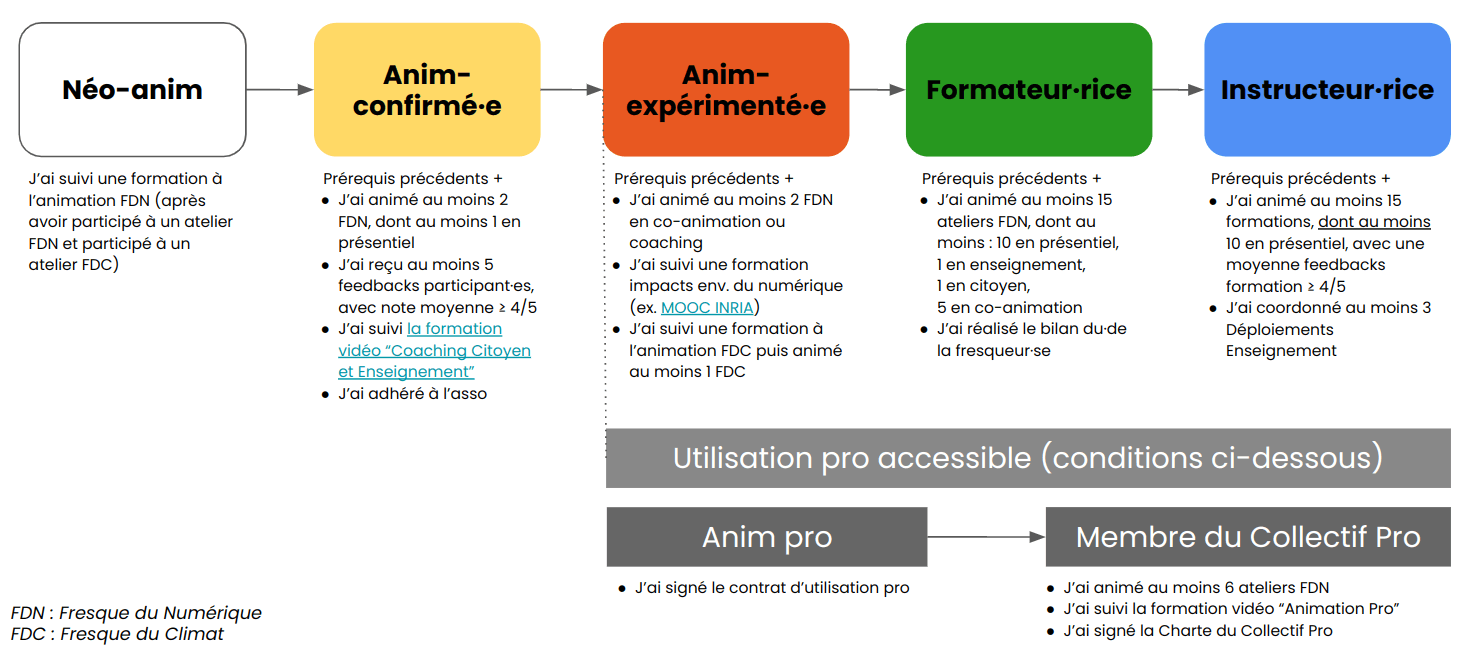 Néo-anim
J’ai suivi une formation à
l’animation FDN (après
avoir participé à un atelier
FDN et participé à un
atelier FDC)
Anim-
confirmé·e
Prérequis précédents +
● J’ai animé au moins 2
FDN, dont au moins 1 en
présentiel
● J’ai reçu au moins 5
feedbacks participant·es,
avec note moyenne ≥ 4/5
● J’ai suivi la formation
vidéo “Coaching Citoyen
et Enseignement”
● J’ai adhéré à l’asso
Anim-
expérimenté·e
Prérequis précédents +
● J’ai animé au moins 2 FDN
en co-animation ou
coaching
● J’ai suivi une formation
impacts env. du numérique
(ex. MOOC INRIA)
● J’ai suivi une formation à
l’animation FDC puis animé
au moins 1 FDC
Formateur·rice
Prérequis précédents +
● J’ai animé au moins 15
ateliers FDN, dont au
moins : 10 en présentiel,
1 en enseignement,
1 en citoyen,
5 en co-animation
● J’ai réalisé le bilan du·de
la fresqueur·se
Instructeur·rice
Prérequis précédents +
● J’ai animé au moins 15
formations, dont au moins
10 en présentiel, avec une
moyenne feedbacks
formation ≥ 4/5
● J’ai coordonné au moins 3
Déploiements
Enseignement
Utilisation pro accessible (conditions ci-dessous)
Anim pro
● J’ai signé le contrat d’utilisation pro
Membre du Collectif Pro
● J’ai animé au moins 6 ateliers FDN
● J’ai suivi la formation vidéo “Animation Pro”
● J’ai signé la Charte du Collectif Pro
FDN : Fresque du Numérique
FDC : Fresque du Climat